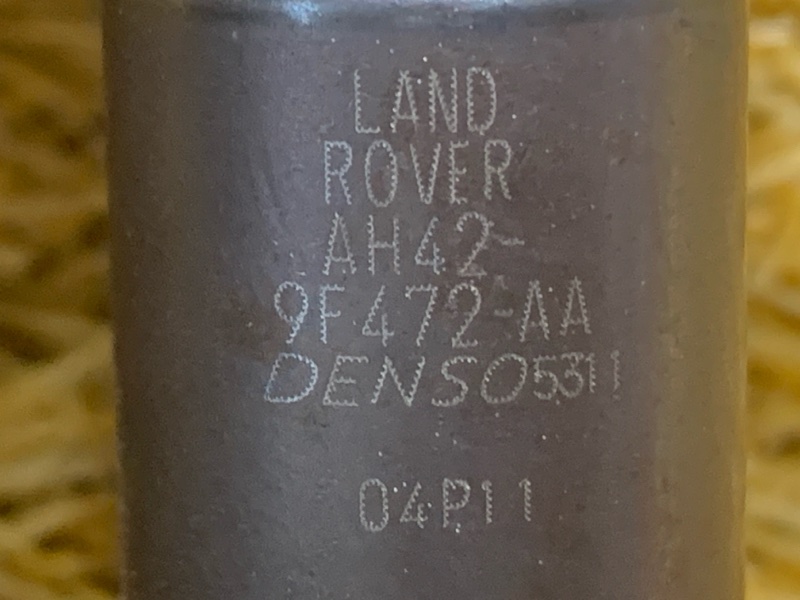 LAND
ROVER
AH42-
9F472-AA
DENSO5311
04P11